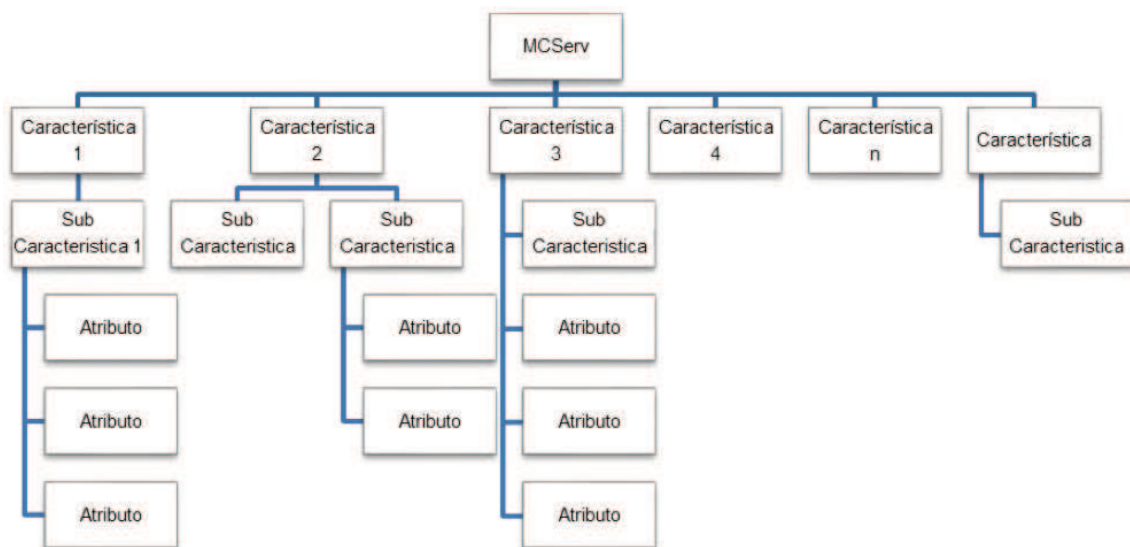 MCServ
Característica
1
Característica
2
Característica
3
Característica
4
Característica
n
Característica
Sub
Caracteristica 1
Sub
Caracteristica
Sub
Caracteristica
Sub
Caracteristica
Sub
Caracteristica
Atributo
Atributo
Atributo
Atributo
Atributo
Atributo
Atributo
Atributo